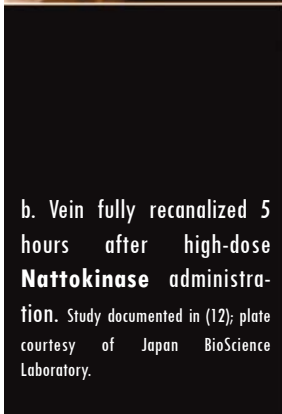 b. Vein fully recanalized 5
hours after high-dose
Nattokinase administra-
tion. Study documented in (12); plate
courtesy of Japan BioScience
Laboratory.